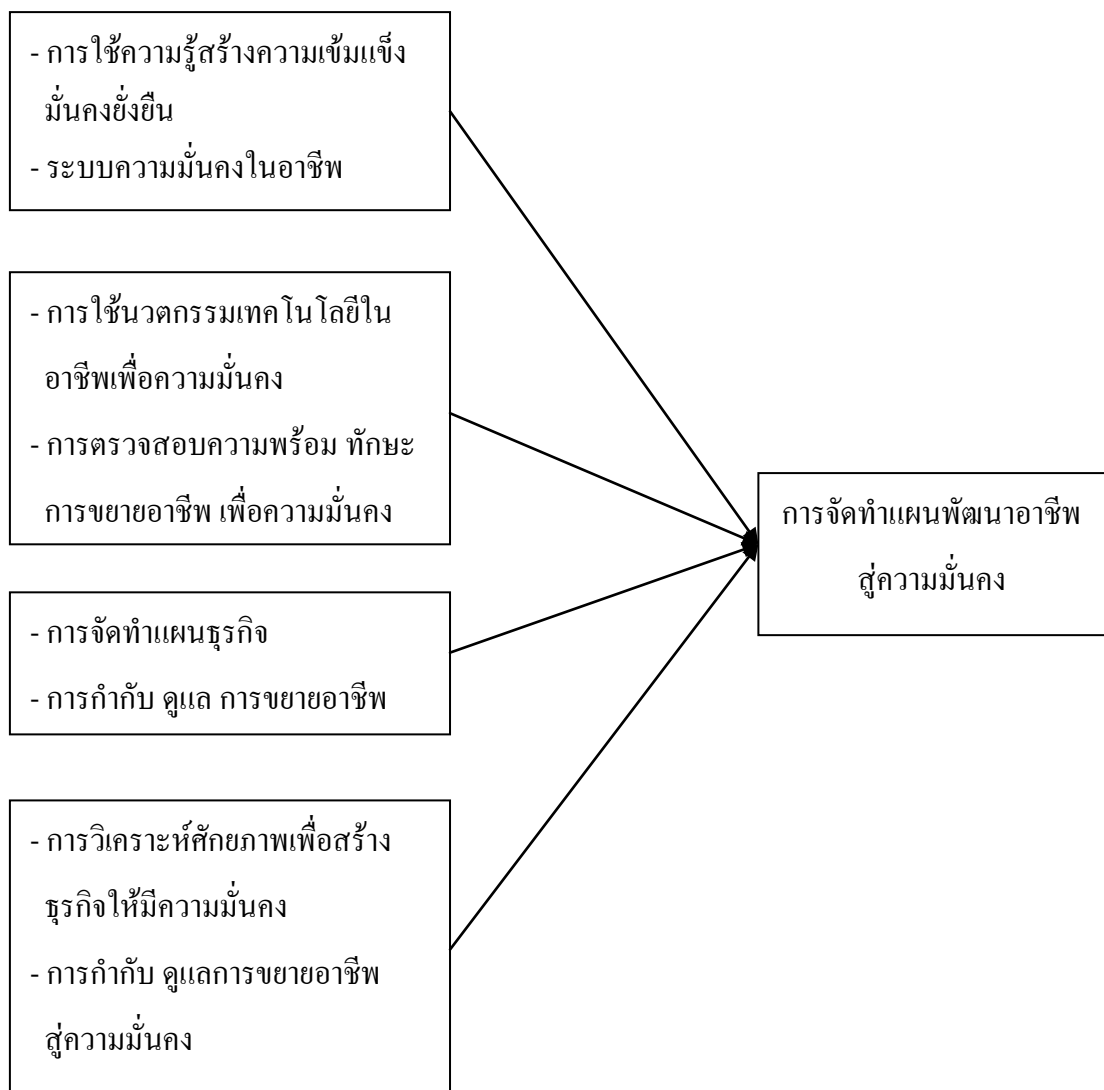 - การใช้ความรู้สร้างความเข้มแข็ง
มั่นคงยั่งยืน
- ระบบความมั่นคงในอาชีพ
- การใช้นวตกรรมเทคโนโลยีใน
อาชีพเพื่อความมั่นคง
- การตรวจสอบความพร้อม ทักษะ
การขยายอาชีพ เพื่อความมั่นคง
- การจัดทำแผนธุรกิจ
- การกำกับ ดูแล การขยายอาชีพ
- การวิเคราะห์ศักยภาพเพื่อสร้าง
ธุรกิจให้มีความมั่นคง
- การกำกับ ดูแลการขยายอาชีพ
สู่ความมั่นคง
การจัดทำแผนพัฒนาอาชีพ
สู่ความมั่นคง